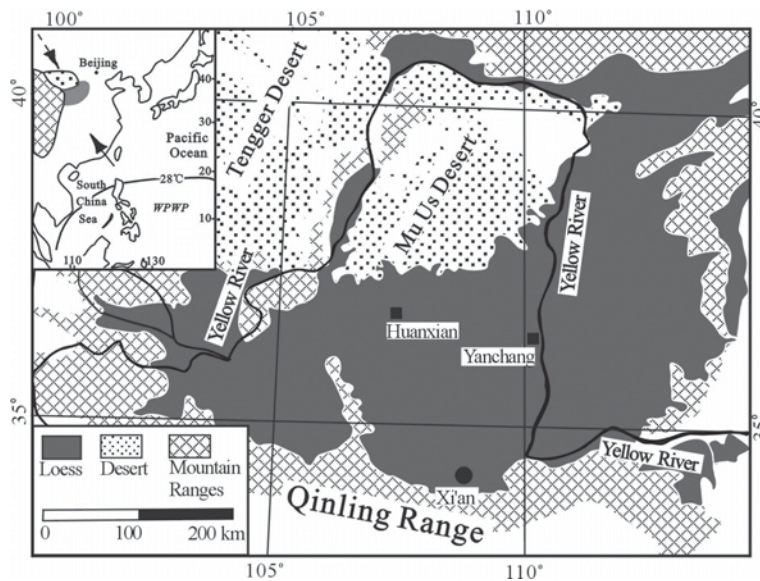 100°
105°
110°
40°
Beijing
40
30
20
10
Pacific
Ocean
28℃
South
China
Sea
WPWP
110
130
Tengger Desert
Mu Us Desert
40°
Yellow River
Yellow River
Huanxian
Yanchang
35°
35°
Yellow River
Loess
Desert
Mountain
Ranges
0
100
200 km
Xi'an
Qinling Range
105°
110°